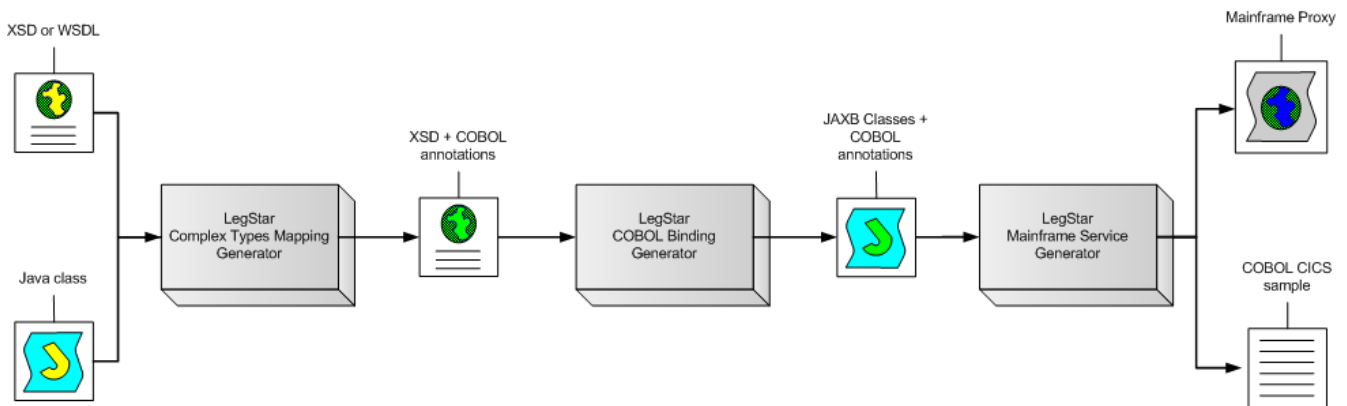 Mainframe Proxy
XSD or WSDL
JAXB Classes +
COBOL
annotations
XSD + COBOL
annotations
LegStar
Complex Types Mapping
Generator
LegStar
COBOL Binding
Generator
LegStar
Mainframe Service
Generator
Java class
COBOL CICS
sample